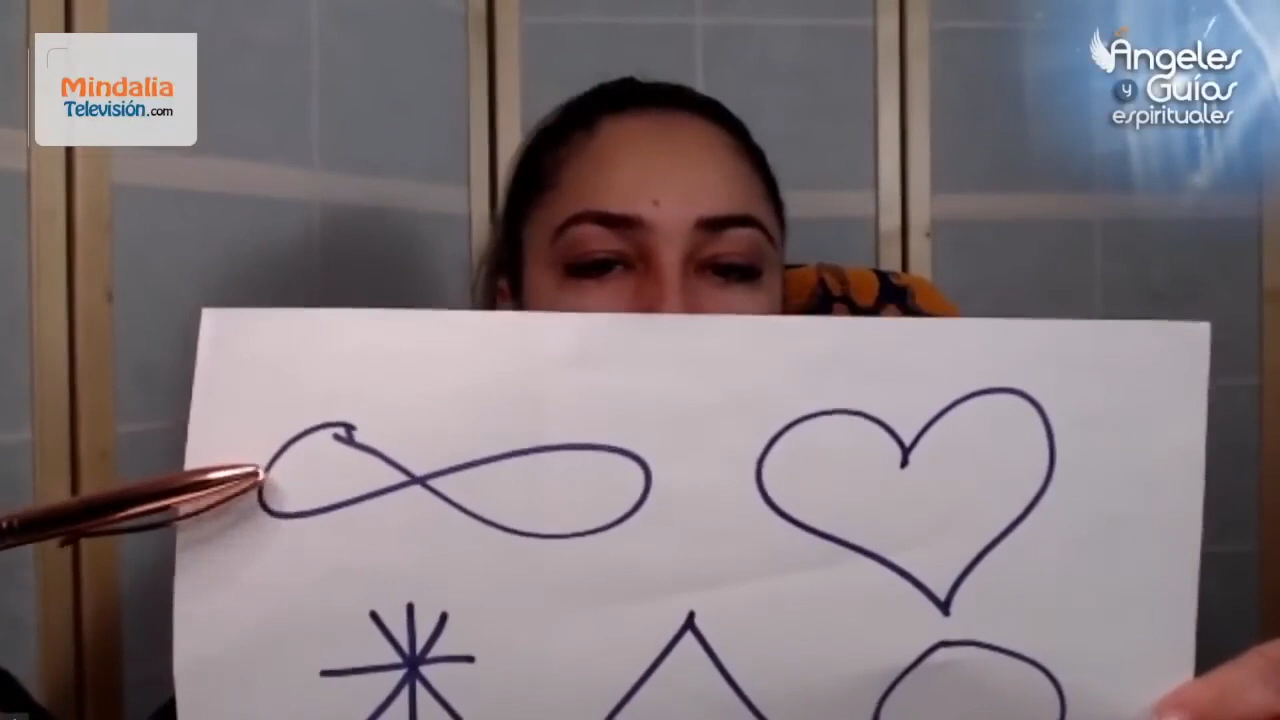 Mindalia
Televisión.com
Ángeles
y Guías
espirituales